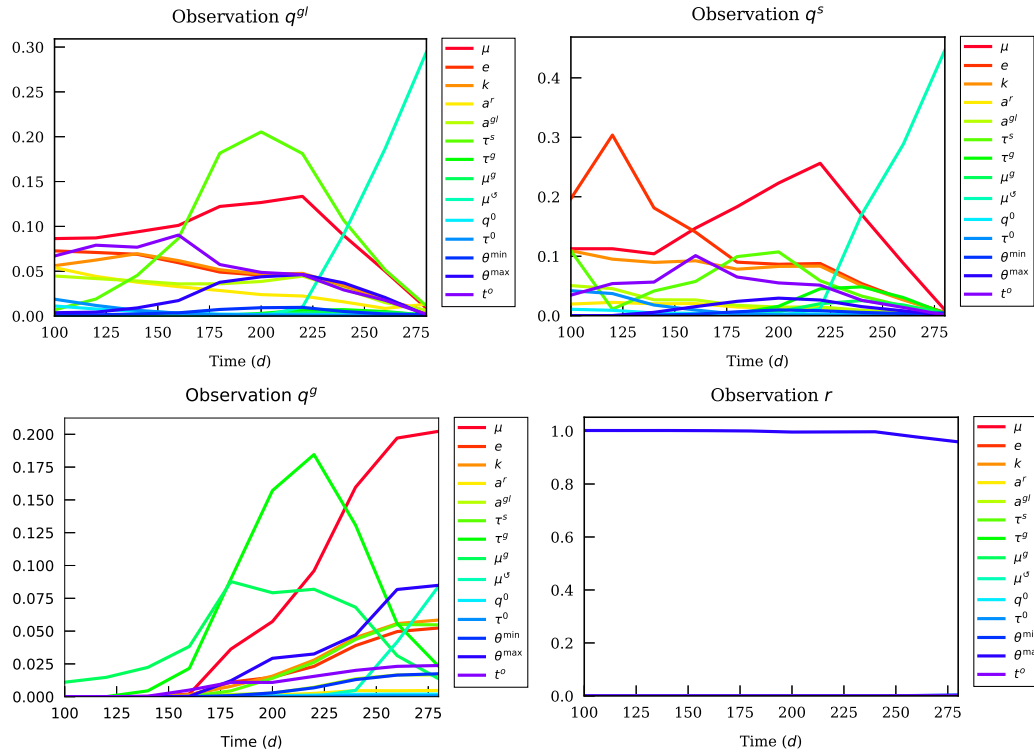 Observation q^gl
0.30
0.25
0.20
0.15
0.10
0.05
0.00
100 125 150 175 200 225 250 275
Time (d)
μ
e
k
a^r
a^gl
τ^s
τ^g
μ^g
μ^↺
q^0
τ^0
θ^min
θ^max
t^o
Observation q^s
0.4
0.3
0.2
0.1
0.0
100 125 150 175 200 225 250 275
Time (d)
μ
e
k
a^r
a^gl
τ^s
τ^g
μ^g
μ^↺
q^0
τ^0
θ^min
θ^max
t^o
Observation q^g
0.200
0.175
0.150
0.125
0.100
0.075
0.050
0.025
0.000
100 125 150 175 200 225 250 275
Time (d)
μ
e
k
a^r
a^gl
τ^s
τ^g
μ^g
μ^↺
q^0
τ^0
θ^min
θ^max
t^o
Observation r
1.0
0.8
0.6
0.4
0.2
0.0
100 125 150 175 200 225 250 275
Time (d)
μ
e
k
a^r
a^gl
τ^s
τ^g
μ^g
μ^↺
q^0
τ^0
θ^min
θ^ma
t^o